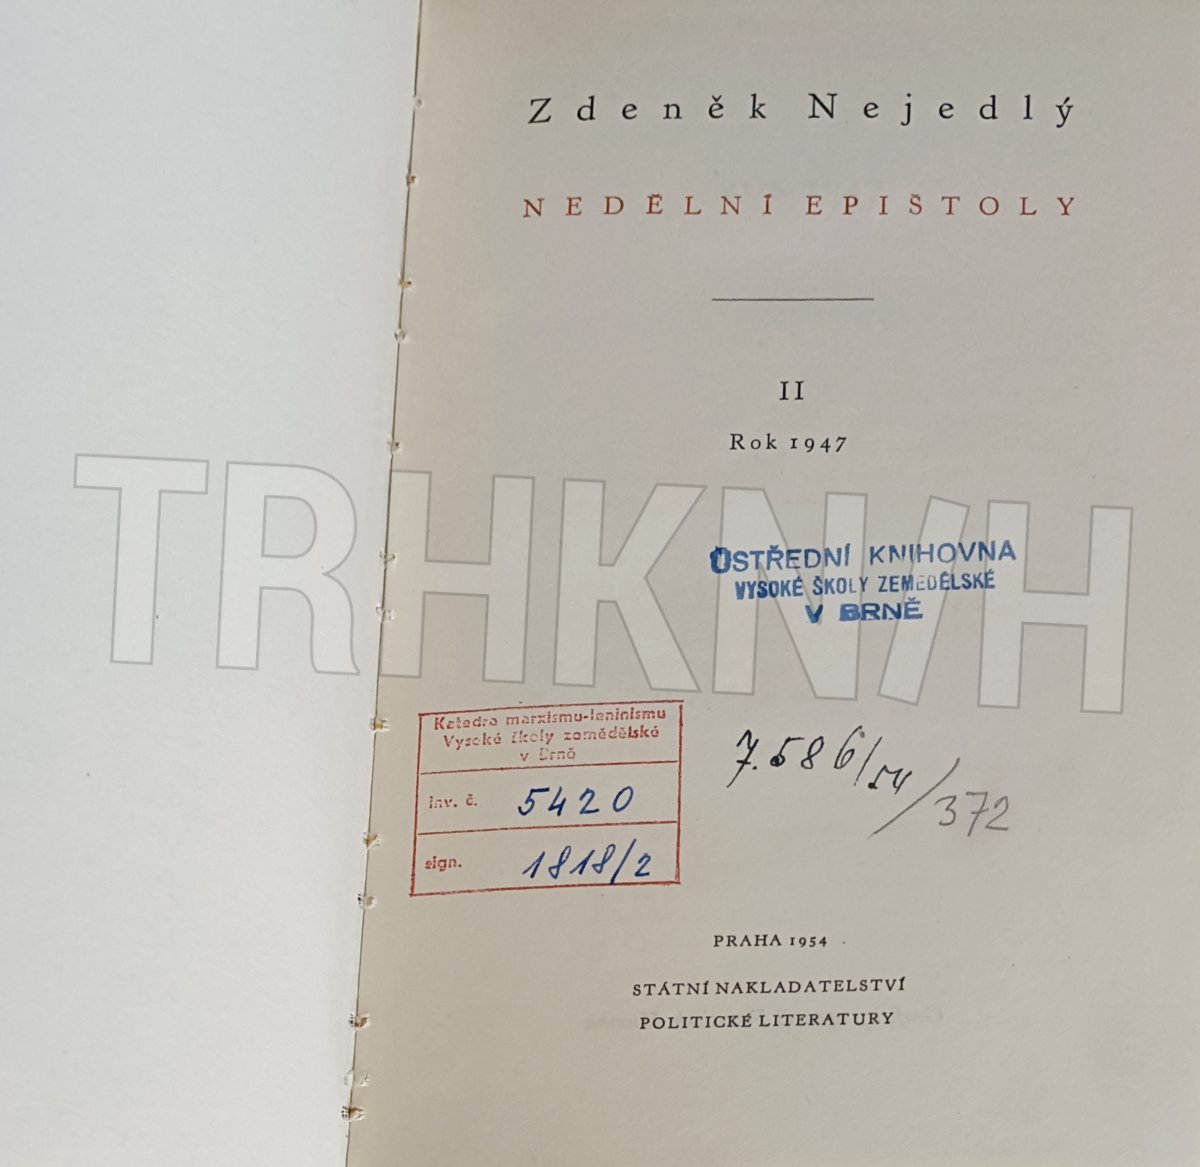 Zdeněk Nejedlý
NEDĚLNÍ EPIŠTOLY
II
Rok 1947
TRHKNIH
ÚSTŘEDNÍ KNIHOVNA
VYSOKÉ ŠKOLY ZEMĚDĚLSKÉ
V BRNĚ
Katedra marxismu-leninismu
Vysoké školy zemědělské
v Brně
inv. č. 5420
sign. 1818/2
7.586/54/372
PRAHA 1954
STÁTNÍ NAKLADATELSTVÍ
POLITICKÉ LITERATURY